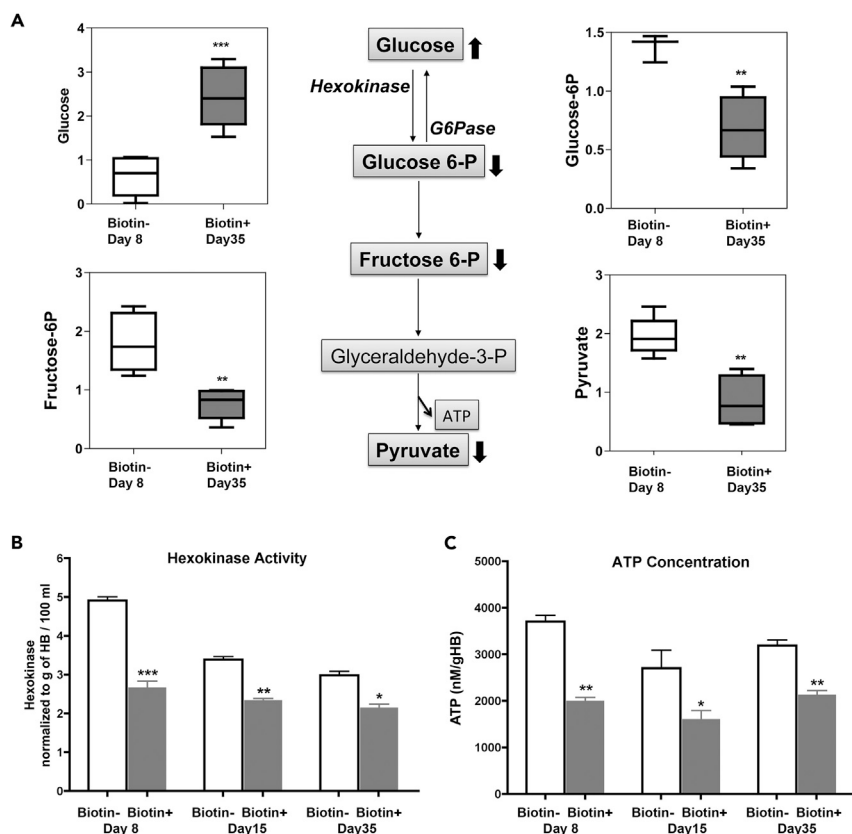 A
Glucose
4
3
2
1
0
***
Biotin-
Day 8
Biotin+
Day35
Glucose
Hexokinase
G6Pase
Glucose 6-P
Fructose 6-P
Glyceraldehyde-3-P
ATP
Pyruvate
Glucose-6P
1.5
1.0
0.5
0.0
**
Biotin-
Day 8
Biotin+
Day35
Fructose-6P
3
2
1
0
**
Biotin-
Day 8
Biotin+
Day35
Pyruvate
3
2
1
0
**
Biotin-
Day 8
Biotin+
Day35
B
Hexokinase Activity
Hexokinase
normalized to g of HB / 100 ml
6
5
4
3
2
1
***
**
*
Biotin- Biotin+ Biotin- Biotin+ Biotin- Biotin+
Day 8 Day15 Day35
C
ATP Concentration
ATP (nM/gHB)
5000
4000
3000
2000
1000
0
**
*
**
Biotin- Biotin+ Biotin- Biotin+ Biotin- Biotin+
Day 8 Day15 Day35